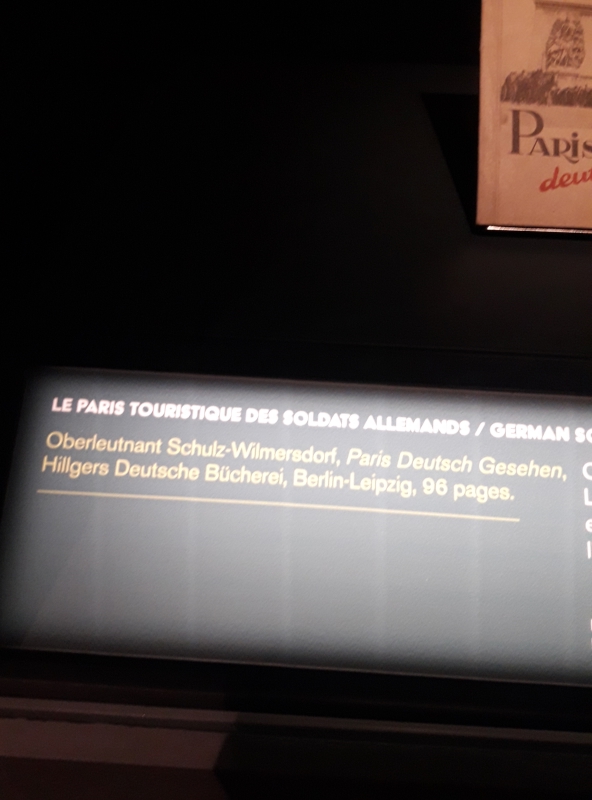 PARIS
LE PARIS TOURISTIQUE DES SOLDATS ALLEMANDS / GERMAN
Oberleutnant Schulz-Wilmersdorf, Paris Deutsch Gesehen,
Hillgers Deutsche Bücherei, Berlin-Leipzig, 96 pages.